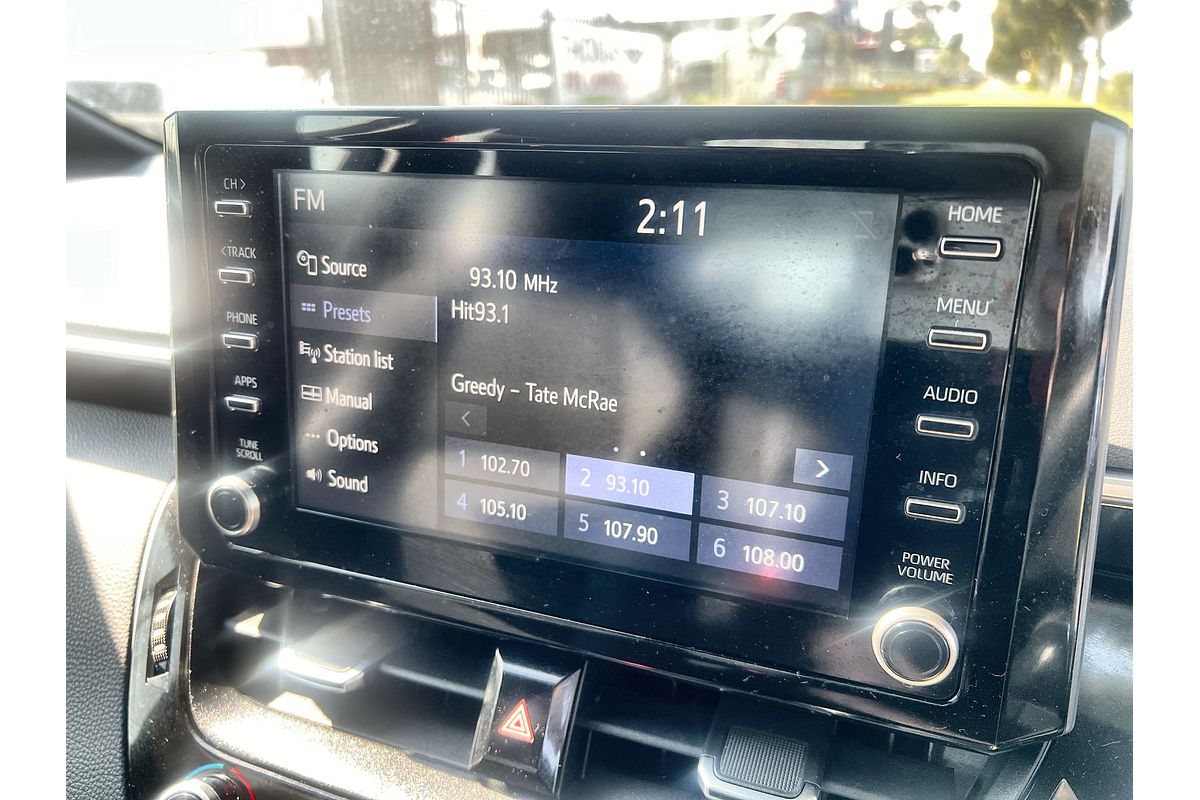 CH >
< TRACK
PHONE
APPS
TUNE
SCROLL
FM
2:11
Source
Presets
Station list
Manual
Options
Sound
93.10 MHz
Hit93.1
Greedy – Tate McRae
<
>
1 102.70
2 93.10
3 107.10
4 105.10
5 107.90
6 108.00
HOME
MENU
AUDIO
INFO
POWER
VOLUME